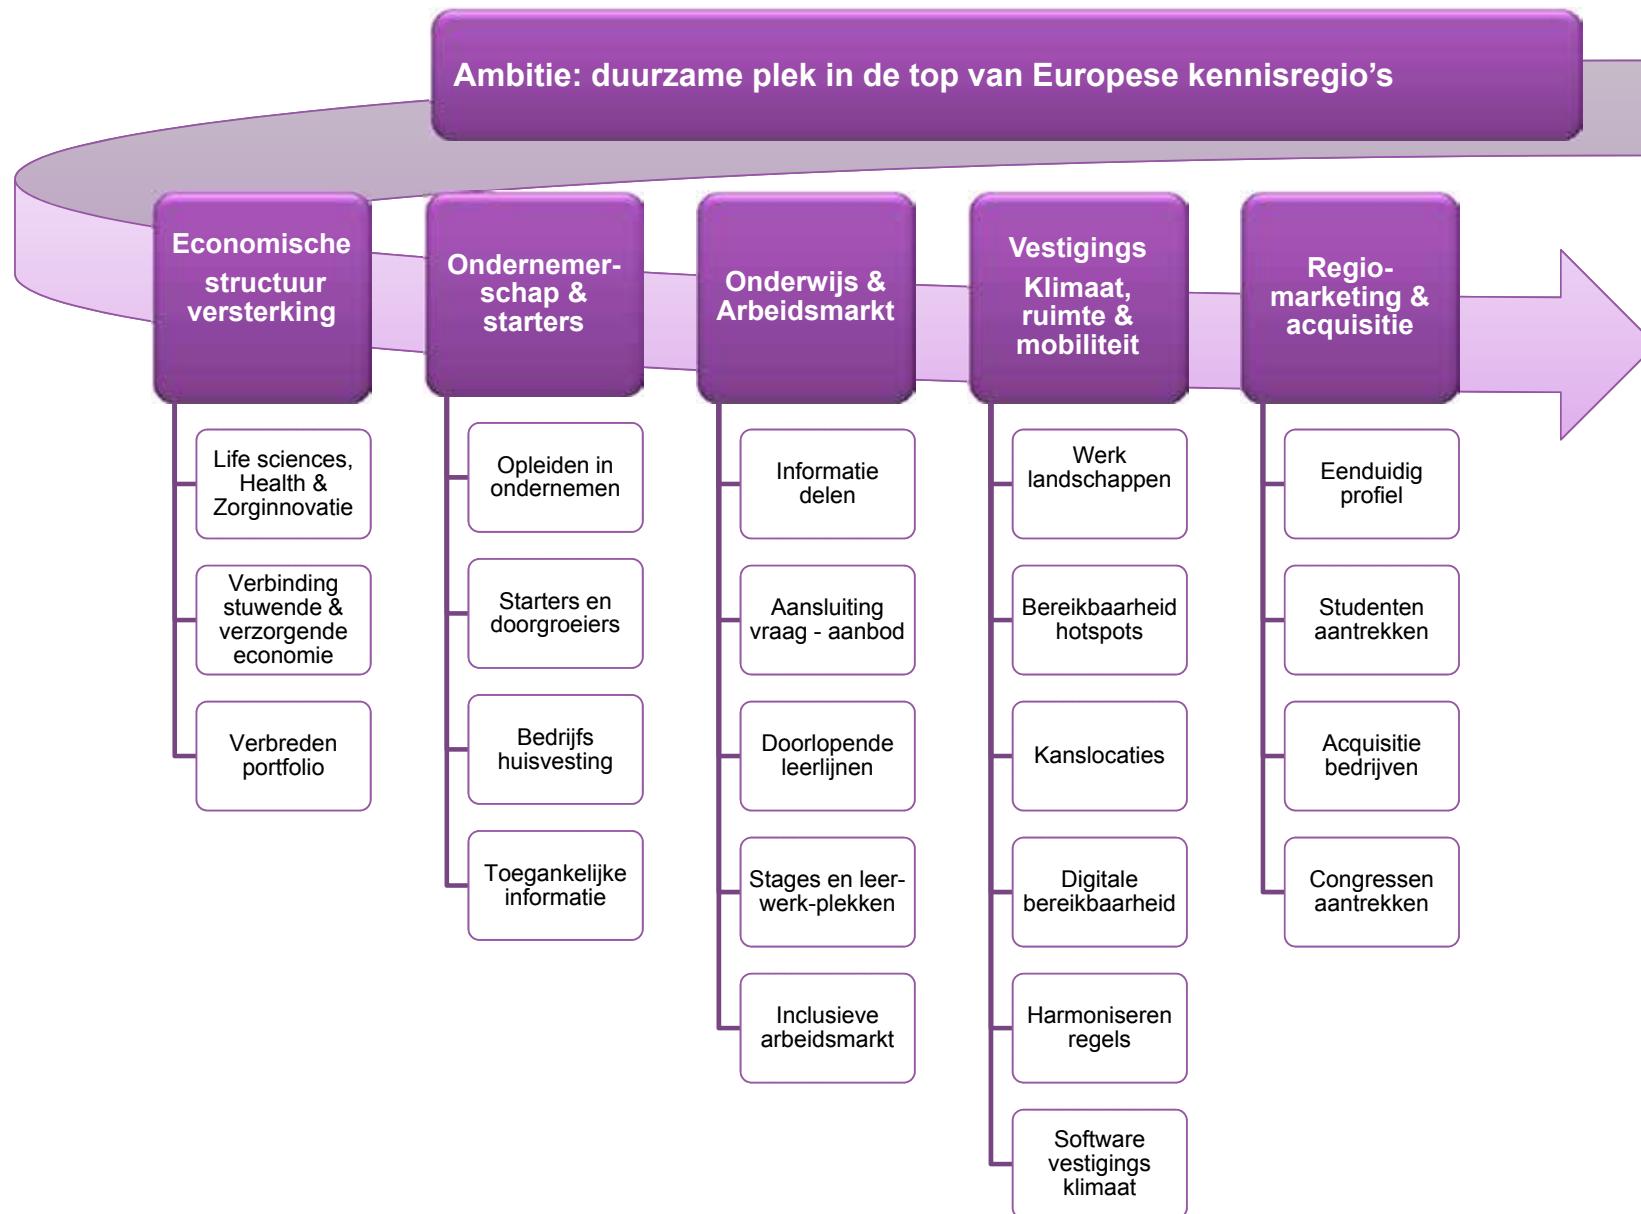 Ambitie: duurzame plek in de top van Europese kennisregio’s
Economische
structuur
versterking
Life sciences,
Health &
Zorginnovatie
Verbinding
stuwende &
verzorgende
economie
Verbreden
portfolio
Ondernemer-
schap &
starters
Opleiden in
ondernemen
Starters en
doorgroeiers
Bedrijfs
huisvesting
Toegankelijke
informatie
Onderwijs &
Arbeidsmarkt
Informatie
delen
Aansluiting
vraag - aanbod
Doorlopende
leerlijnen
Stages en leer-
werk-plekken
Inclusieve
arbeidsmarkt
Vestigings
Klimaat,
ruimte &
mobiliteit
Werk
landschappen
Bereikbaarheid
hotspots
Kanslocaties
Digitale
bereikbaarheid
Harmoniseren
regels
Software
vestigings
klimaat
Regio-
marketing &
acquisitie
Eenduidig
profiel
Studenten
aantrekken
Acquisitie
bedrijven
Congressen
aantrekken